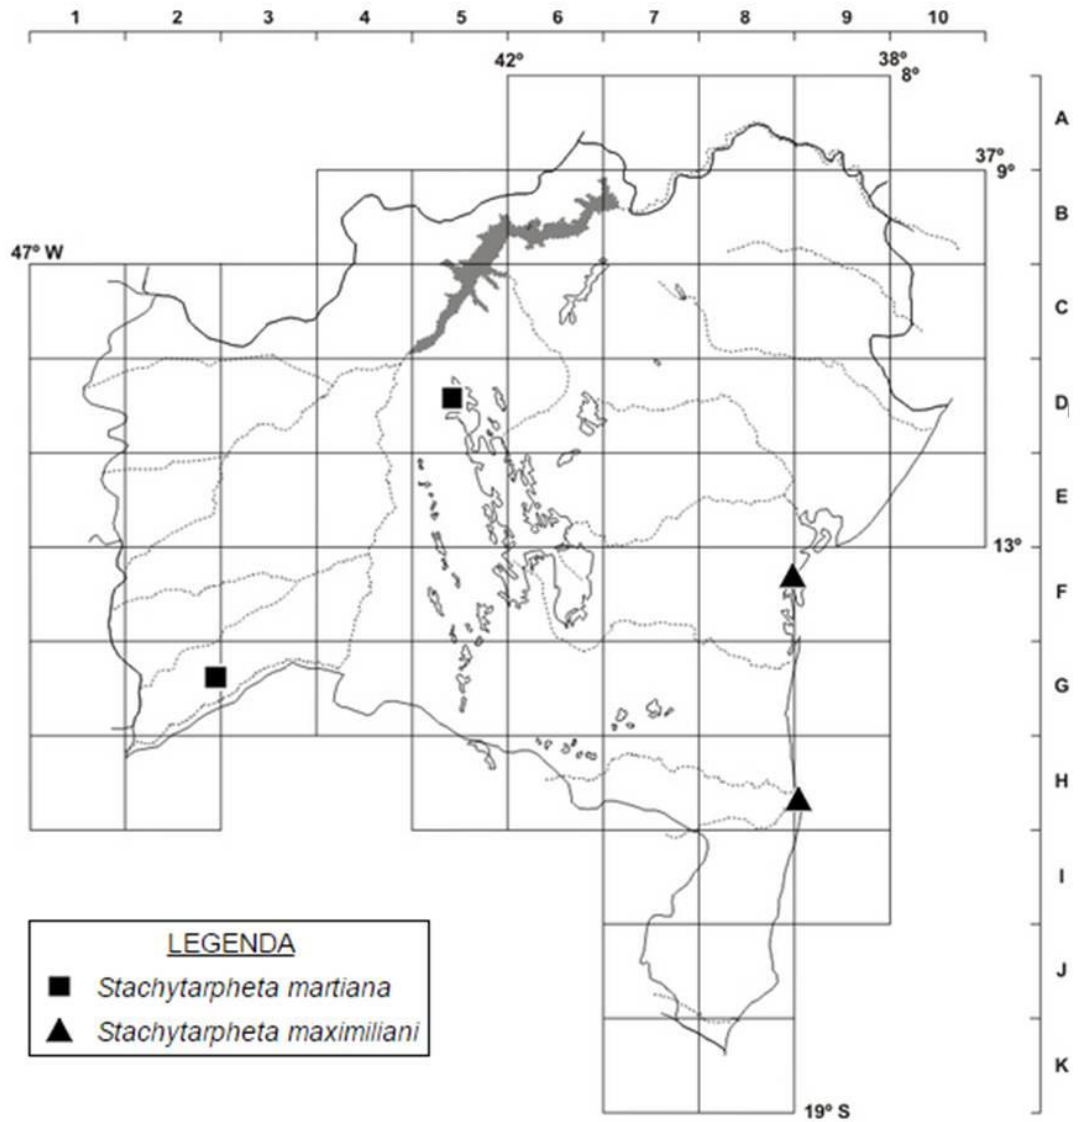 1 2 3 4 5 6 7 8 9 10
42º 38º
8º
A
37º
9º
B
47º W
C
D
E
13º
F
G
H
I
LEGENDA
Stachytarpheta martiana
J
Stachytarpheta maximiliani
K
19º S